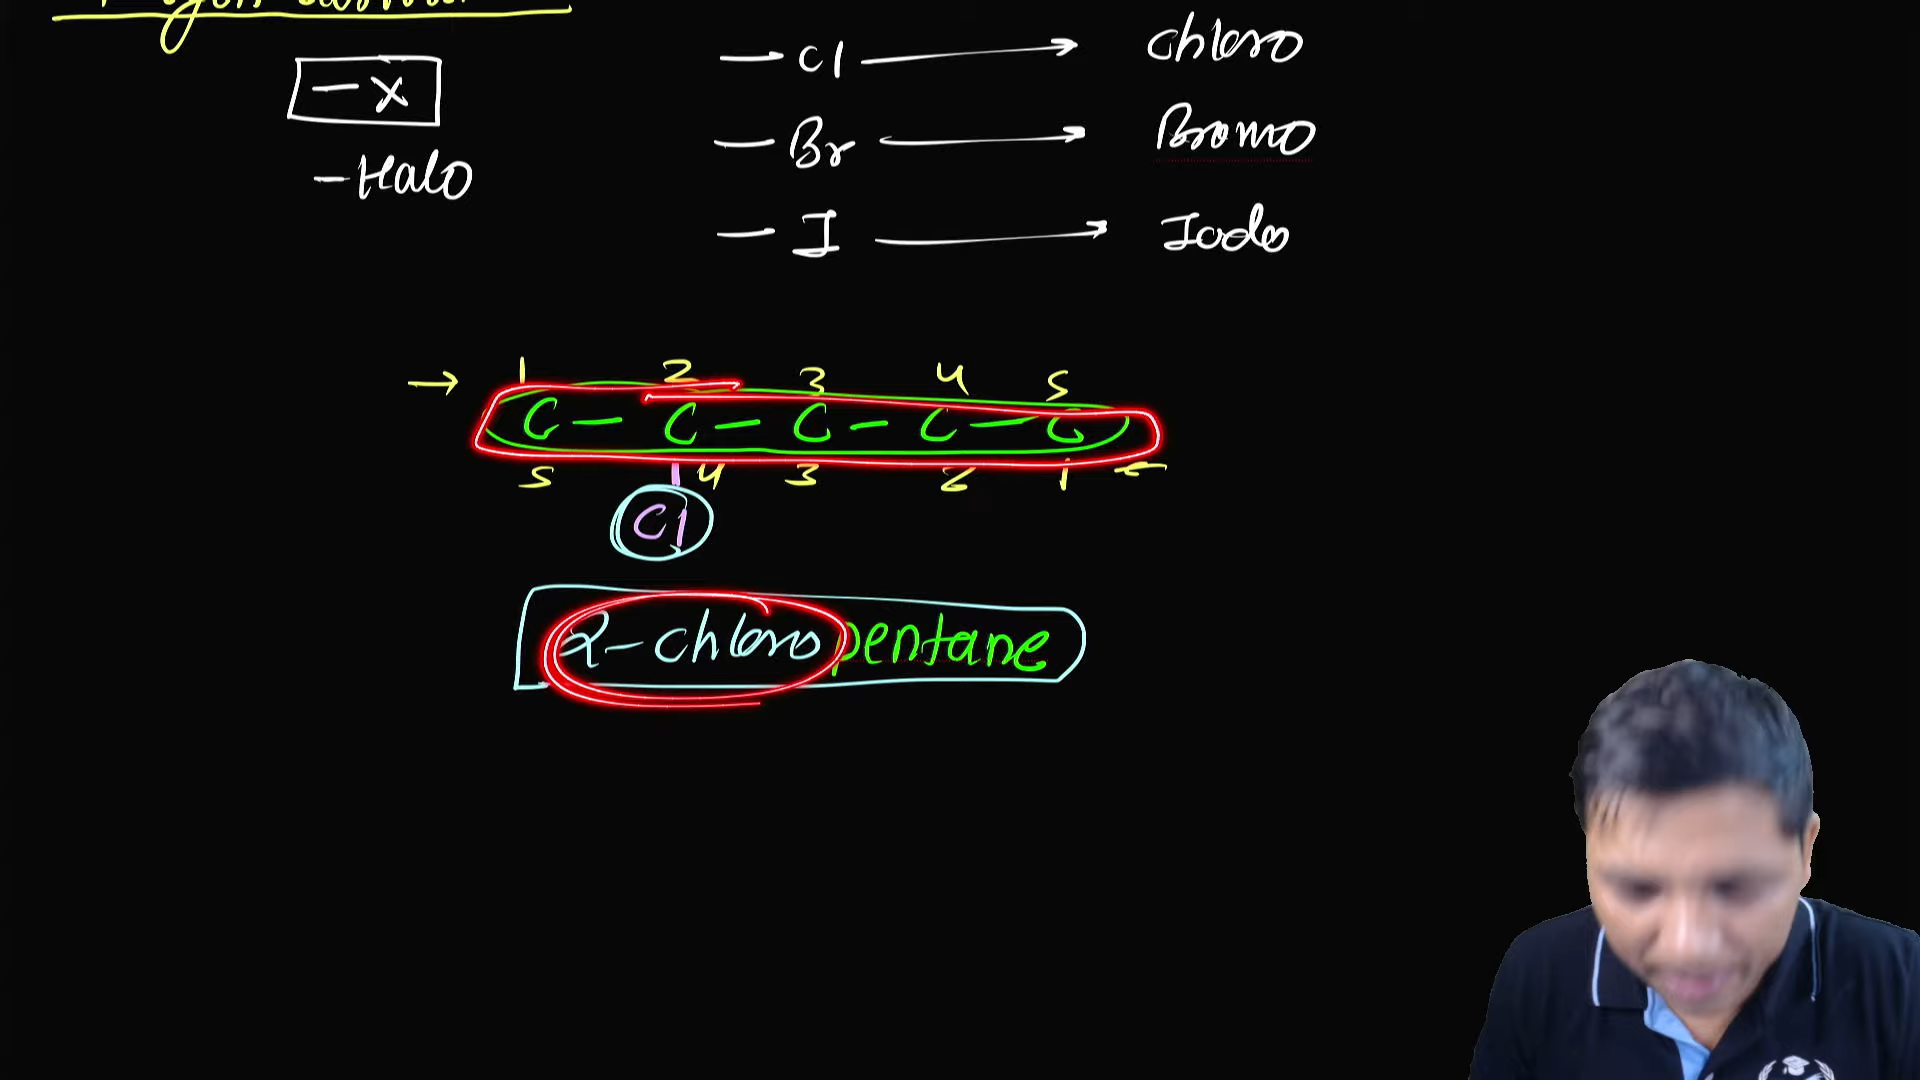 -X
-Halo
-Cl → chloro
-Br → Bromo
-I → Iodo
→ 1 2 3 4 5
C - C - C - C - C
5 4 3 2 1 ←
Cl
2-chloropentane